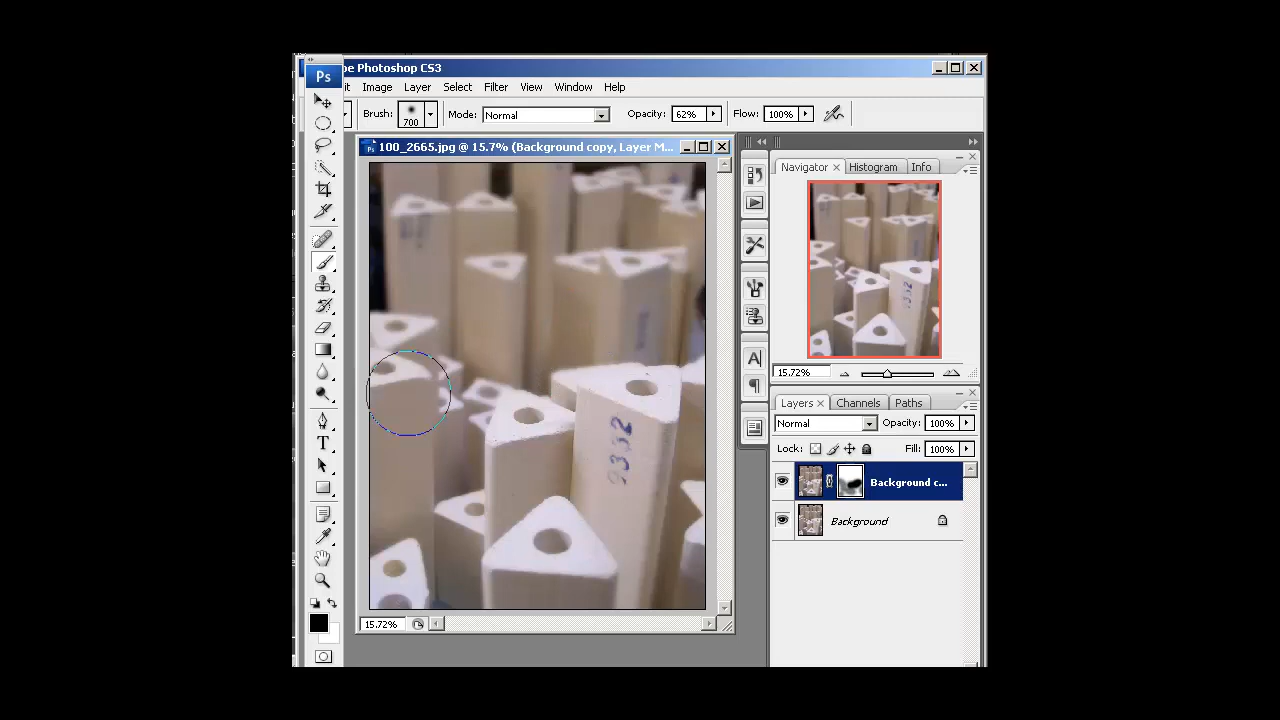 be Photoshop CS3
Ps
it Image Layer Select Filter View Window Help
Brush: 700 Mode: Normal Opacity: 62% Flow: 100%
100_2665.jpg @ 15.7% (Background copy, Layer M...
Navigator Histogram Info
9332
15.72%
Layers Channels Paths
Normal Opacity: 100%
Lock: Fill: 100%
Background c...
Background
15.72%